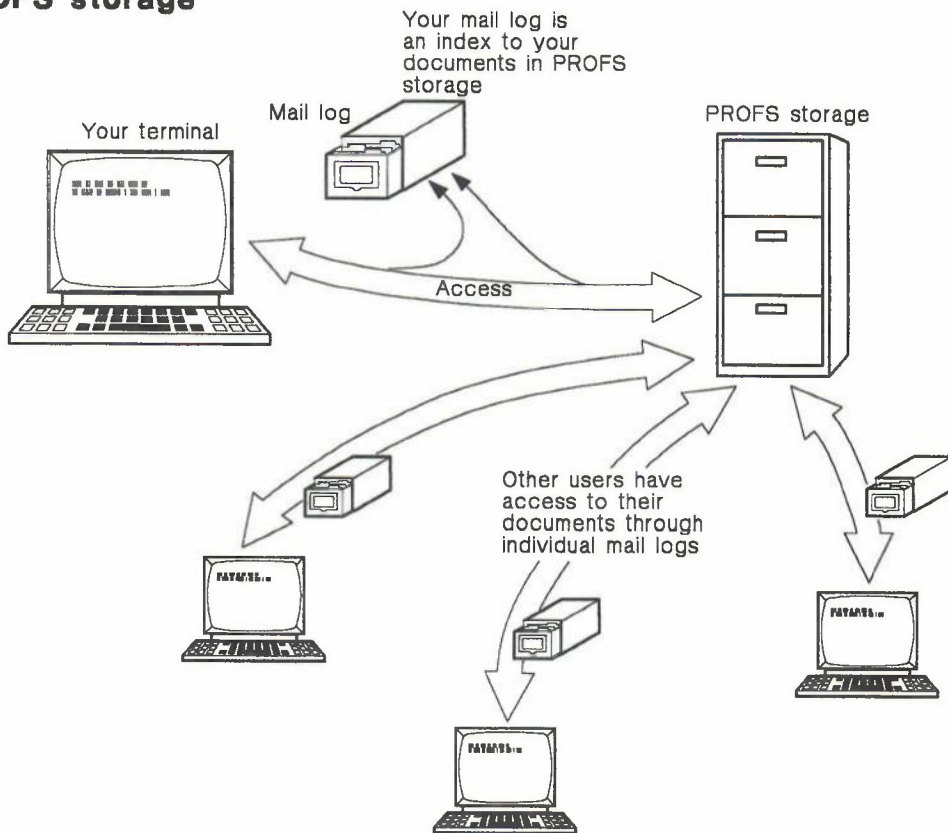 storage
Your mail log is
an index to your
documents in PROFS
storage
Mail log
Your terminal
PROFS storage
Access
Other users have
access to their
documents through
individual mail logs